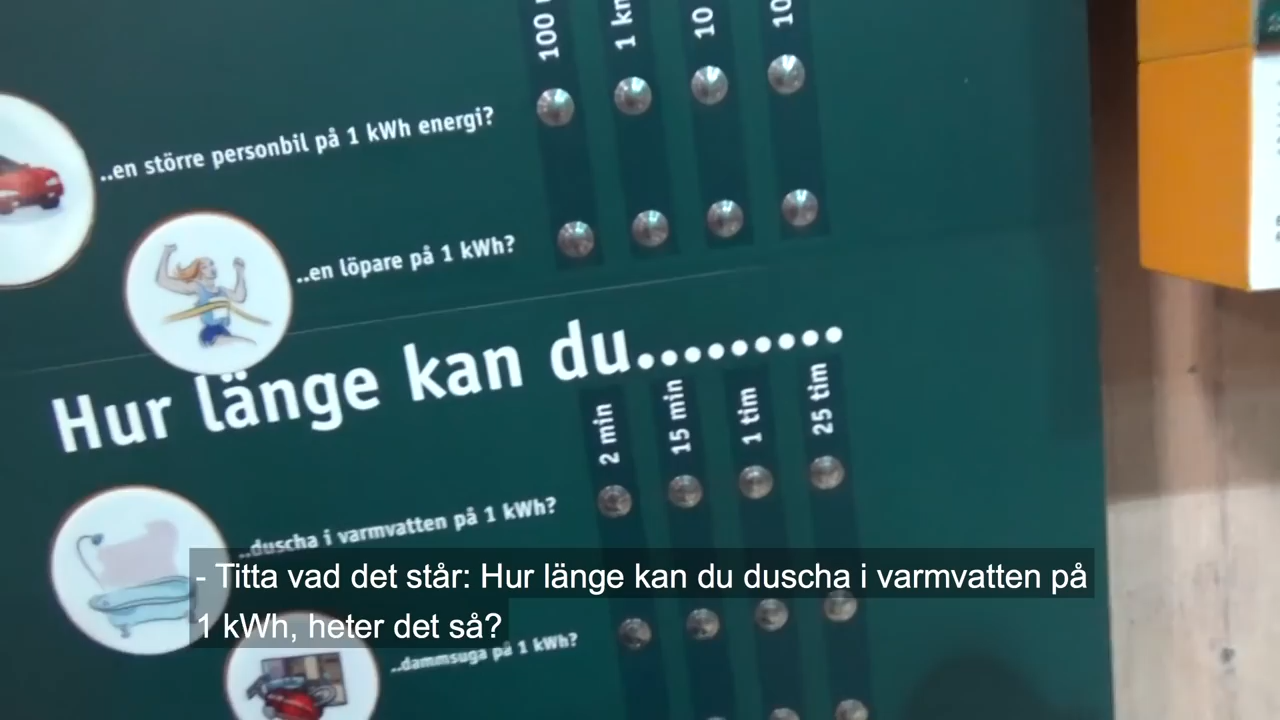 100
1 km
10
10
..en större personbil på 1 kWh energi?
..en löpare på 1 kWh?
Hur länge kan du.........
2 min
15 min
1 tim
25 tim
..duscha i varmvatten på 1 kWh?
- Titta vad det står: Hur länge kan du duscha i varmvatten på
1 kWh, heter det så?
..dammsuga på 1 kWh?